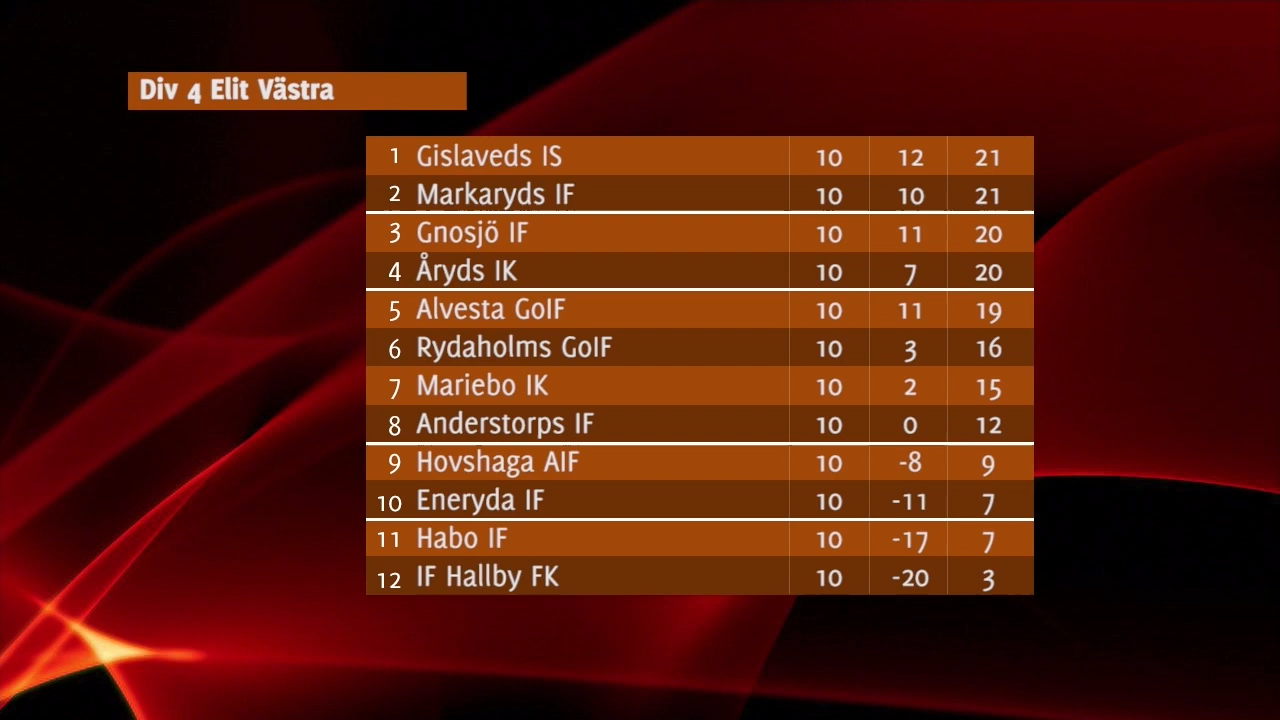 Div 4 Elit Västra
1 Gislaveds IS 10 12 21
2 Markaryds IF 10 10 21
3 Gnosjö IF 10 11 20
4 Åryds IK 10 7 20
5 Alvesta GoIF 10 11 19
6 Rydaholms GoIF 10 3 16
7 Mariebo IK 10 2 15
8 Anderstorps IF 10 0 12
9 Hovshaga AIF 10 -8 9
10 Eneryda IF 10 -11 7
11 Habo IF 10 -17 7
12 IF Hallby FK 10 -20 3